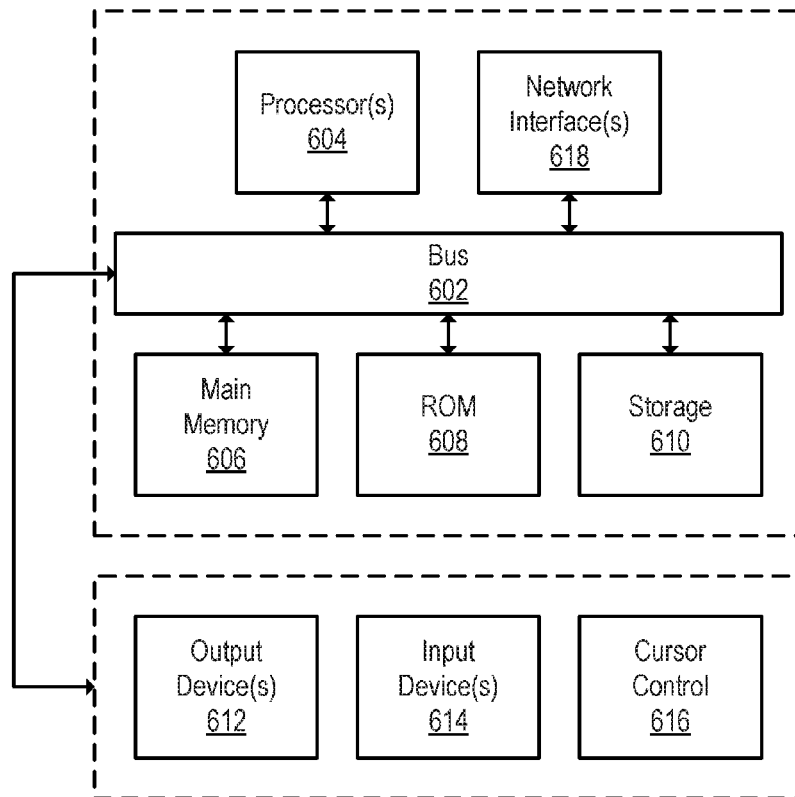 Processor(s)
604
Network
Interface(s)
618
Bus
602
Main
Memory
606
ROM
608
Storage
610
Output
Device(s)
612
Input
Device(s)
614
Cursor
Control
616